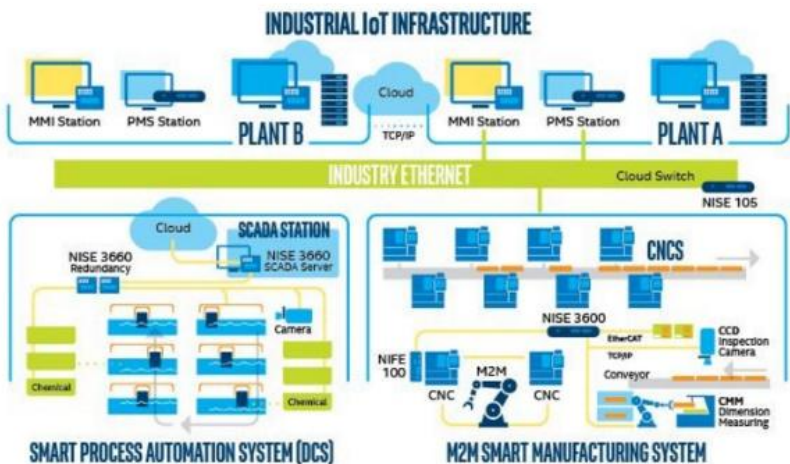 INDUSTRIAL IoT INFRASTRUCTURE
MMI Station
PMS Station
PLANT B
Cloud
TCP/IP
MMI Station
PMS Station
PLANT A
INDUSTRY ETHERNET
Cloud Switch
NISE 105
Cloud
SCADA STATION
NISE 3660
Redundancy
NISE 3660
SCADA Server
Camera
Chemical
Chemical
SMART PROCESS AUTOMATION SYSTEM (DCS)
CNCS
NISE 3600
EtherCAT
TCP/IP
CCD
Inspection
Camera
NIFE
100
CNC
M2M
CNC
Conveyor
CMM
Dimension
Measuring
M2M SMART MANUFACTURING SYSTEM